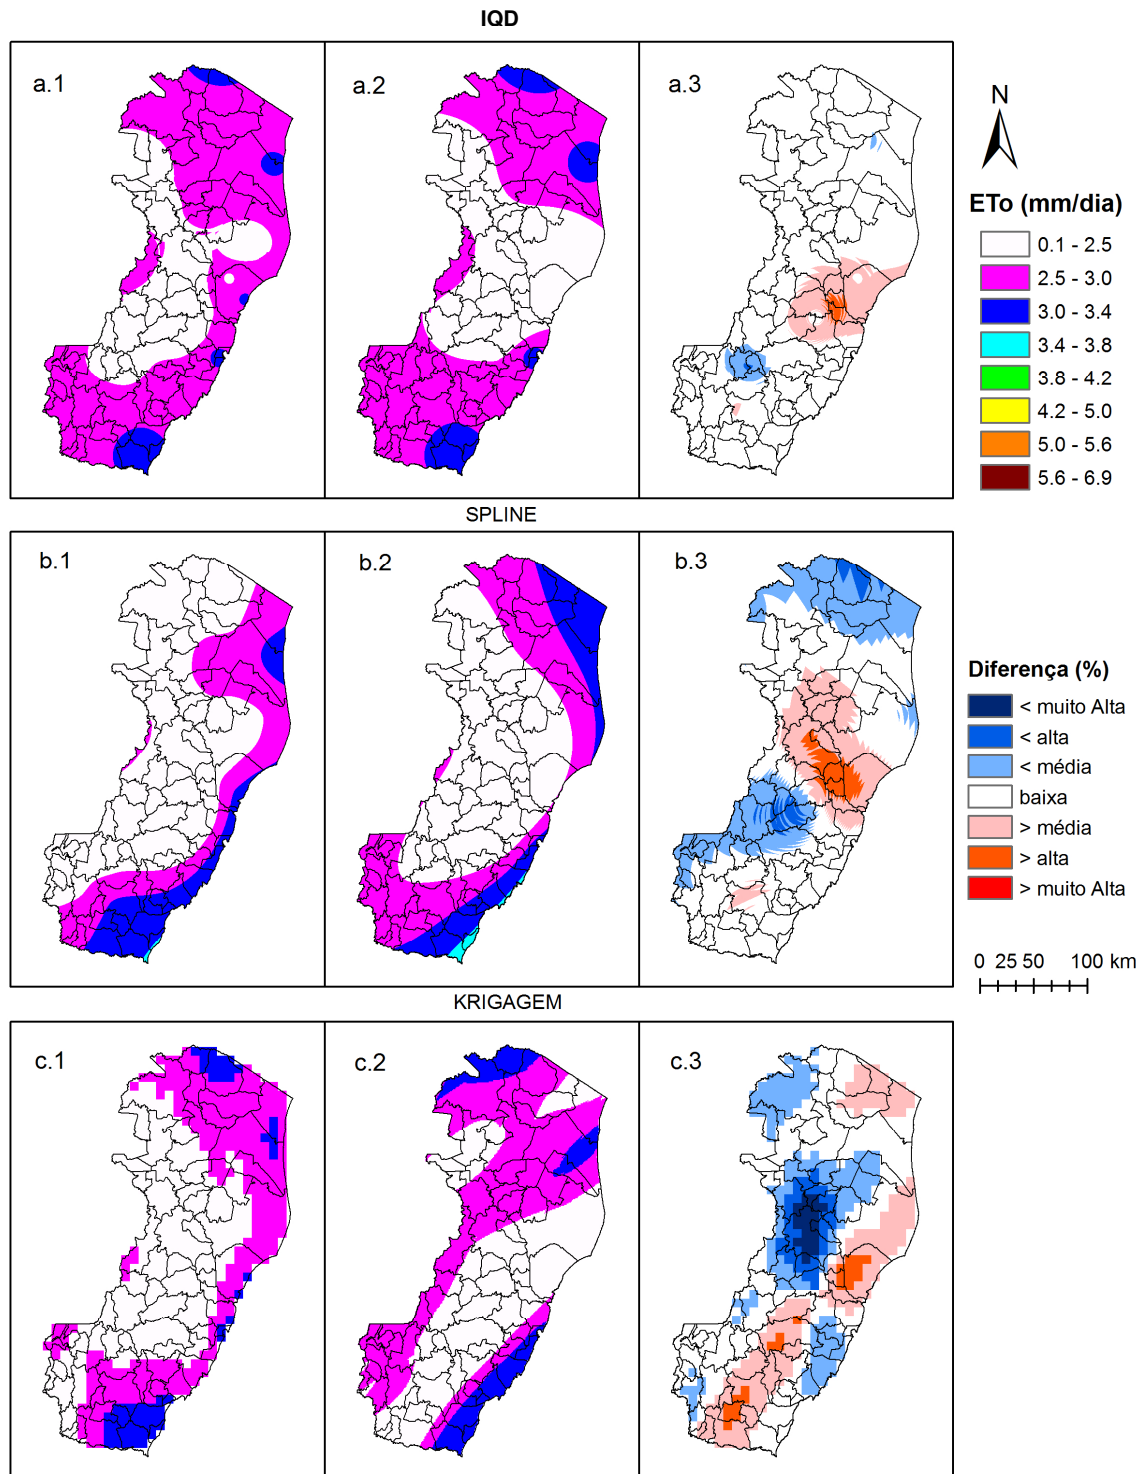 IQD
a.1
a.2
a.3
N
ETo (mm/dia)
0.1 - 2.5
2.5 - 3.0
3.0 - 3.4
3.4 - 3.8
3.8 - 4.2
4.2 - 5.0
5.0 - 5.6
5.6 - 6.9
SPLINE
b.1
b.2
b.3
Diferença (%)
< muito Alta
< alta
< média
baixa
> média
> alta
> muito Alta
0 25 50 100 km
KRIGAGEM
c.1
c.2
c.3